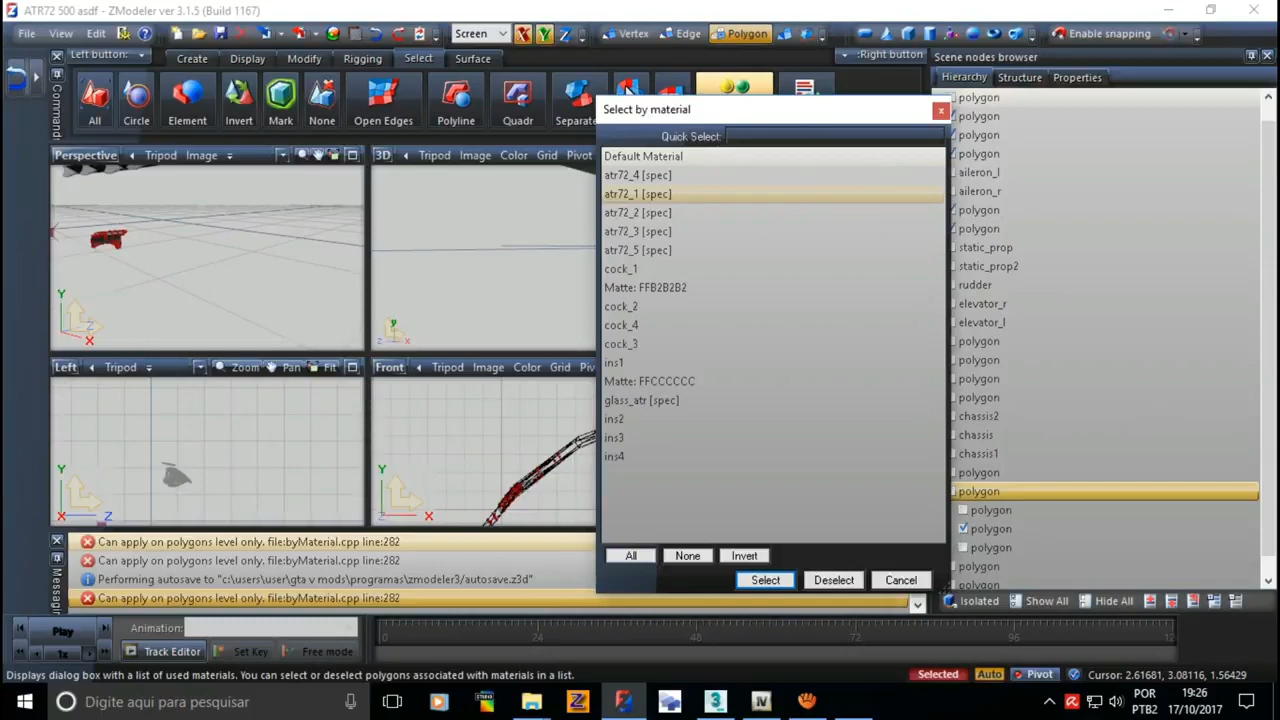 ATR72 500 asdf - ZModeler ver 3.1.5 (Build 1167)
File View Edit Screen X Y Z Vertex Edge Polygon Enable snapping
Left button: Create Display Modify Rigging Select Surface :Right button
All Circle Element Invert Mark None Open Edges Polyline Quadr Separate
Commands
Perspective Tripod Image
3D Tripod Image Color Grid Pivot
Left Tripod Zoom Pan Fit
Front Tripod Image Color Grid
Select by material
Quick Select:
Default Material
atr72_4 [spec]
atr72_1 [spec]
atr72_2 [spec]
atr72_3 [spec]
atr72_5 [spec]
cock_1
Matte: FFB2B2B2
cock_2
cock_4
cock_3
ins1
Matte: FFCCCCCC
glass_atr [spec]
ins2
ins3
ins4
All None Invert
Select Deselect Cancel
Scene nodes browser
Hierarchy Structure Properties
polygon
polygon
polygon
polygon
aileron_l
aileron_r
polygon
polygon
static_prop
static_prop2
rudder
elevator_r
elevator_l
polygon
polygon
polygon
polygon
chassis2
chassis
chassis1
polygon
polygon
polygon
polygon
polygon
polygon
polygon
Isolated Show All Hide All
Can apply on polygons level only. file:byMaterial.cpp line:282
Can apply on polygons level only. file:byMaterial.cpp line:282
Performing autosave to "c:\users\user\gta v mods\programas\zmodeler3/autosave.z3d"
Can apply on polygons level only. file:byMaterial.cpp line:282
Play
1x
Animation:
Track Editor Set Key Free mode
0 24 48 72 96
Displays dialog box with a list of used materials. You can select or deselect polygons associated with materials in a list.
Selected Auto Pivot Cursor: 2.61681, 3.08116, 1.56429
Digite aqui para pesquisar
POR
PTB2
19:26
17/10/2017